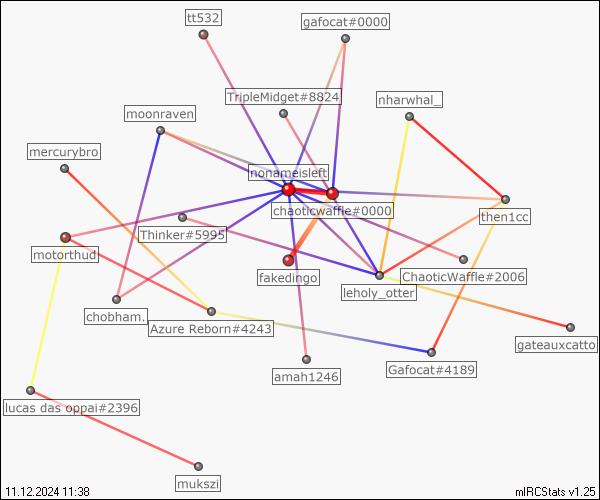 tt532
gafocat#0000
TripleMidget#8824
nharwhal_
moonraven
mercurybro
nonameisleft
chaoticwaffle#0000
then1cc
Thinker#5995
motorthud
fakedingo
ChaoticWaffle#2006
leholy_otter
chobham.
Azure Reborn#4243
gateauxcatto
Gafocat#4189
amah1246
lucas das oppai#2396
mukszi
11.12.2024 11:38
mIRCStats v1.25